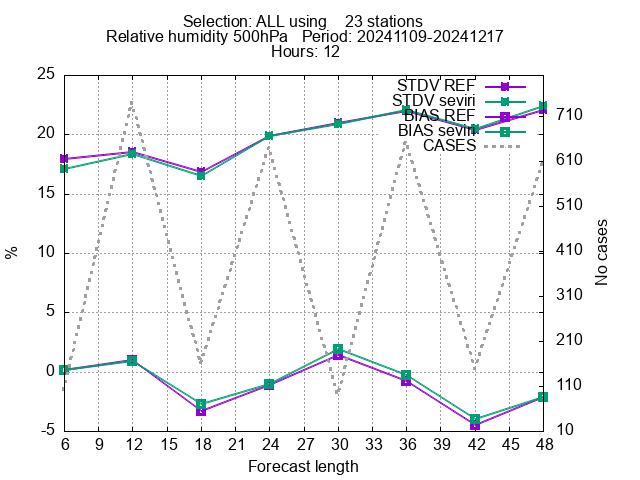 Selection: ALL using    23 stations
Relative humidity 500hPa   Period: 20241109-20241217
Hours: 12
STDV REF
STDV seviri
BIAS REF
BIAS seviri
CASES
%
25
20
15
10
5
0
-5
No cases
710
610
510
410
310
210
110
10
6 9 12 15 18 21 24 27 30 33 36 39 42 45 48
Forecast length